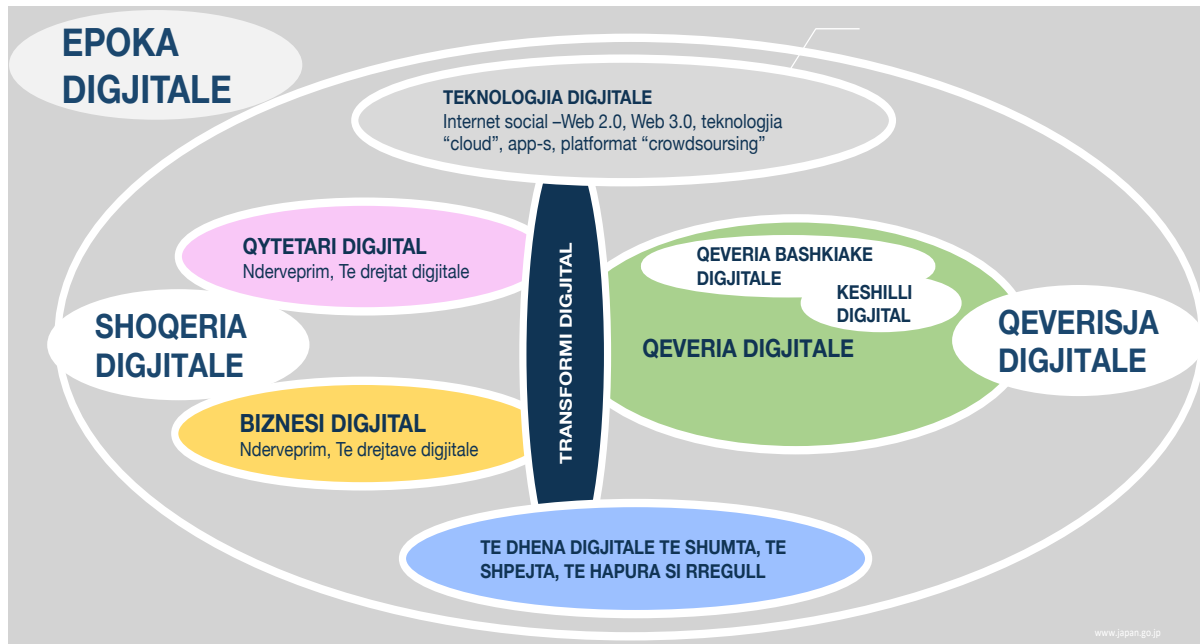 EPOKA
DIGJITALE
TEKNOLOGJIA DIGJITALE
Internet social –Web 2.0, Web 3.0, teknologjia
“cloud”, app-s, platformat “crowdsoursing”
QYTETARI DIGJITAL
Nderveprim, Te drejtat digjitale
SHOQERIA
DIGJITALE
BIZNESI DIGJITAL
Nderveprim, Te drejtave digjitale
TRANSFORMI DIGJITAL
QEVERIA BASHKIAKE
DIGJITALE
KESHILLI
DIGJITAL
QEVERIA DIGJITALE
QEVERISJA
DIGJITALE
TE DHENA DIGJITALE TE SHUMTA, TE
SHPEJTA, TE HAPURA SI RREGULL
www.japan.go.jp